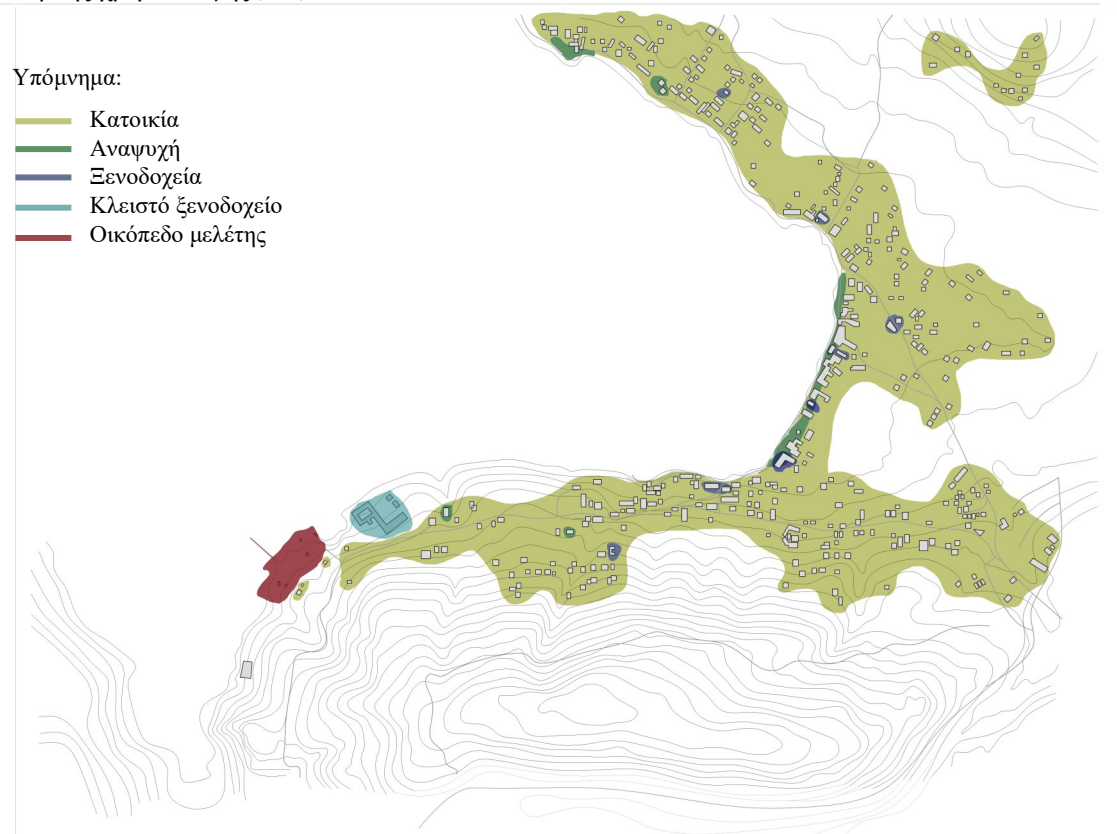 Υπόμνημα:
Κατοικία
Αναψυχή
Ξενοδοχεία
Κλειστό ξενοδοχείο
Οικόπεδο μελέτης